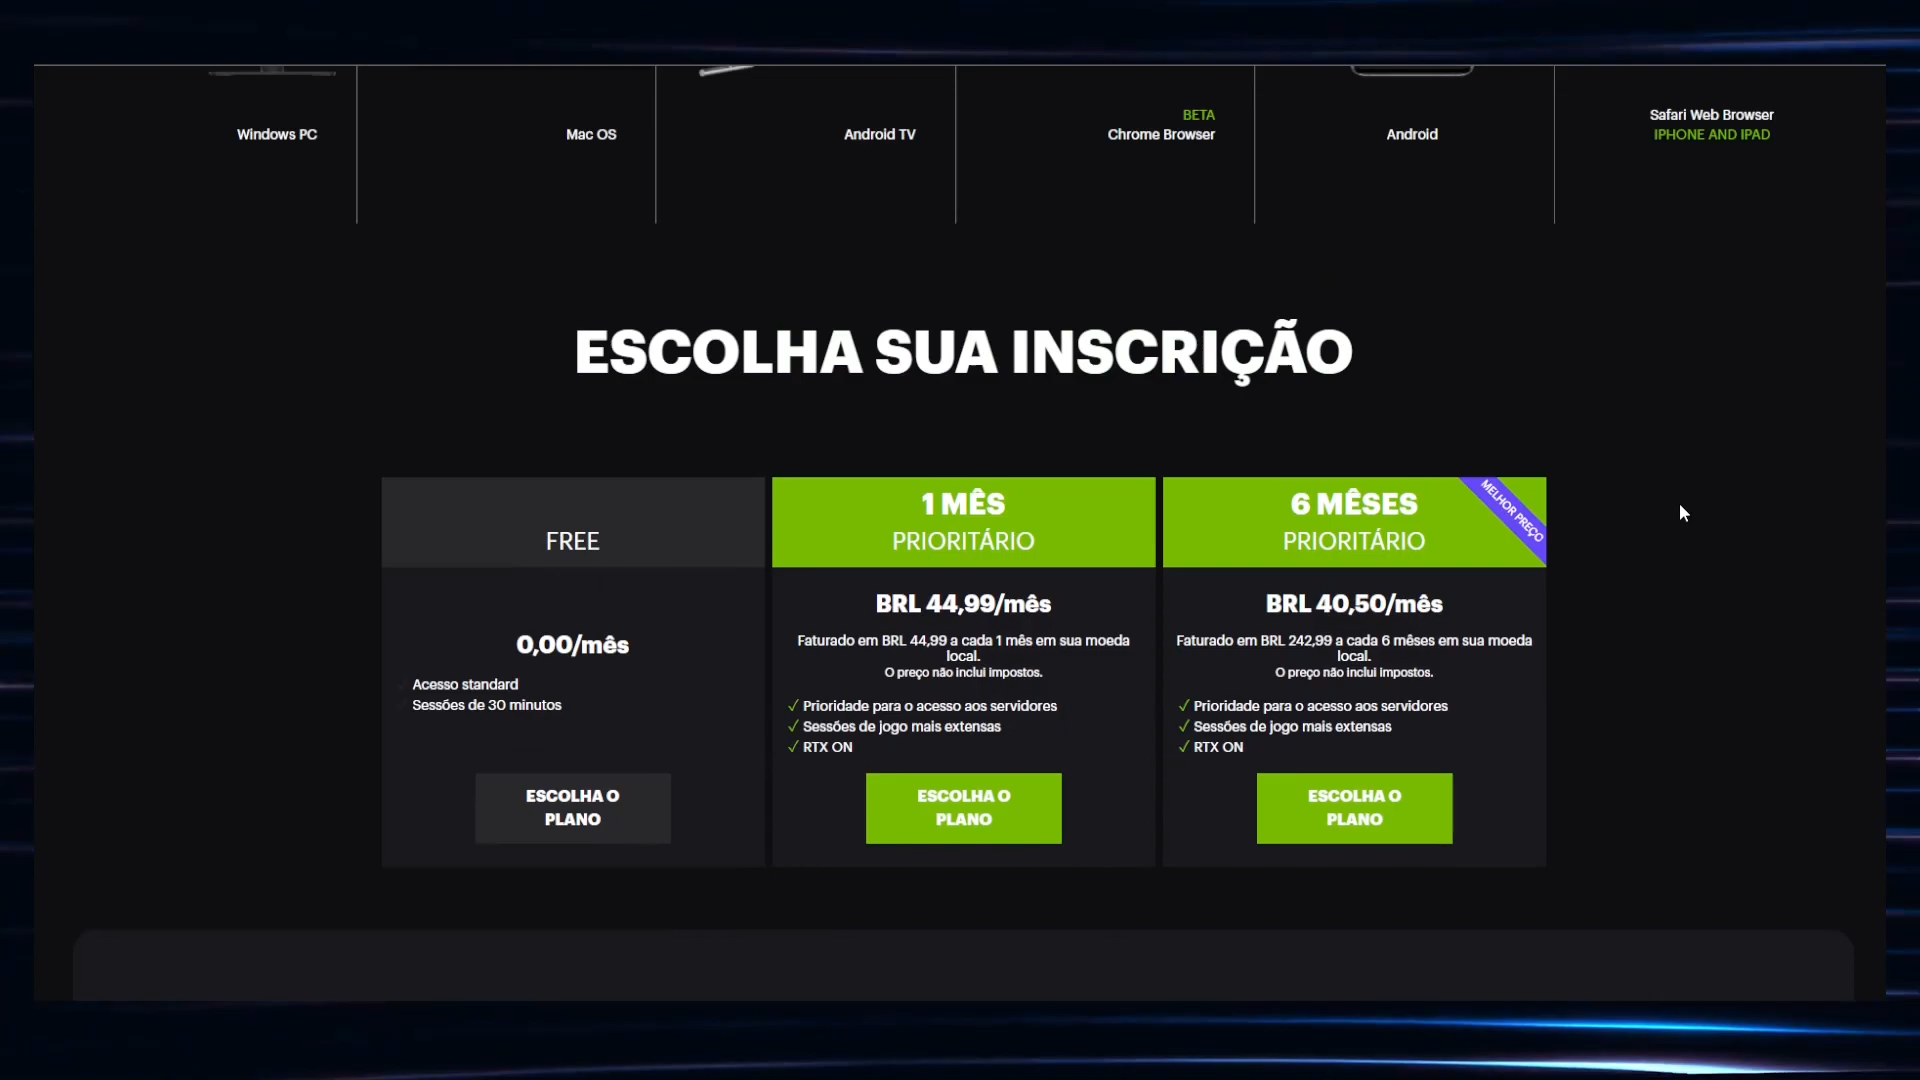 Windows PC
Mac OS
Android TV
BETA
Chrome Browser
Android
Safari Web Browser
IPHONE AND IPAD
ESCOLHA SUA INSCRIÇÃO
FREE
0,00/mês
Acesso standard
Sessões de 30 minutos
ESCOLHA O
PLANO
1 MÊS
PRIORITÁRIO
BRL 44,99/mês
Faturado em BRL 44,99 a cada 1 mês em sua moeda
local.
O preço não inclui impostos.
✓ Prioridade para o acesso aos servidores
✓ Sessões de jogo mais extensas
✓ RTX ON
ESCOLHA O
PLANO
6 MÊSES
PRIORITÁRIO
MELHOR PREÇO
BRL 40,50/mês
Faturado em BRL 242,99 a cada 6 mêses em sua moeda
local.
O preço não inclui impostos.
✓ Prioridade para o acesso aos servidores
✓ Sessões de jogo mais extensas
✓ RTX ON
ESCOLHA O
PLANO